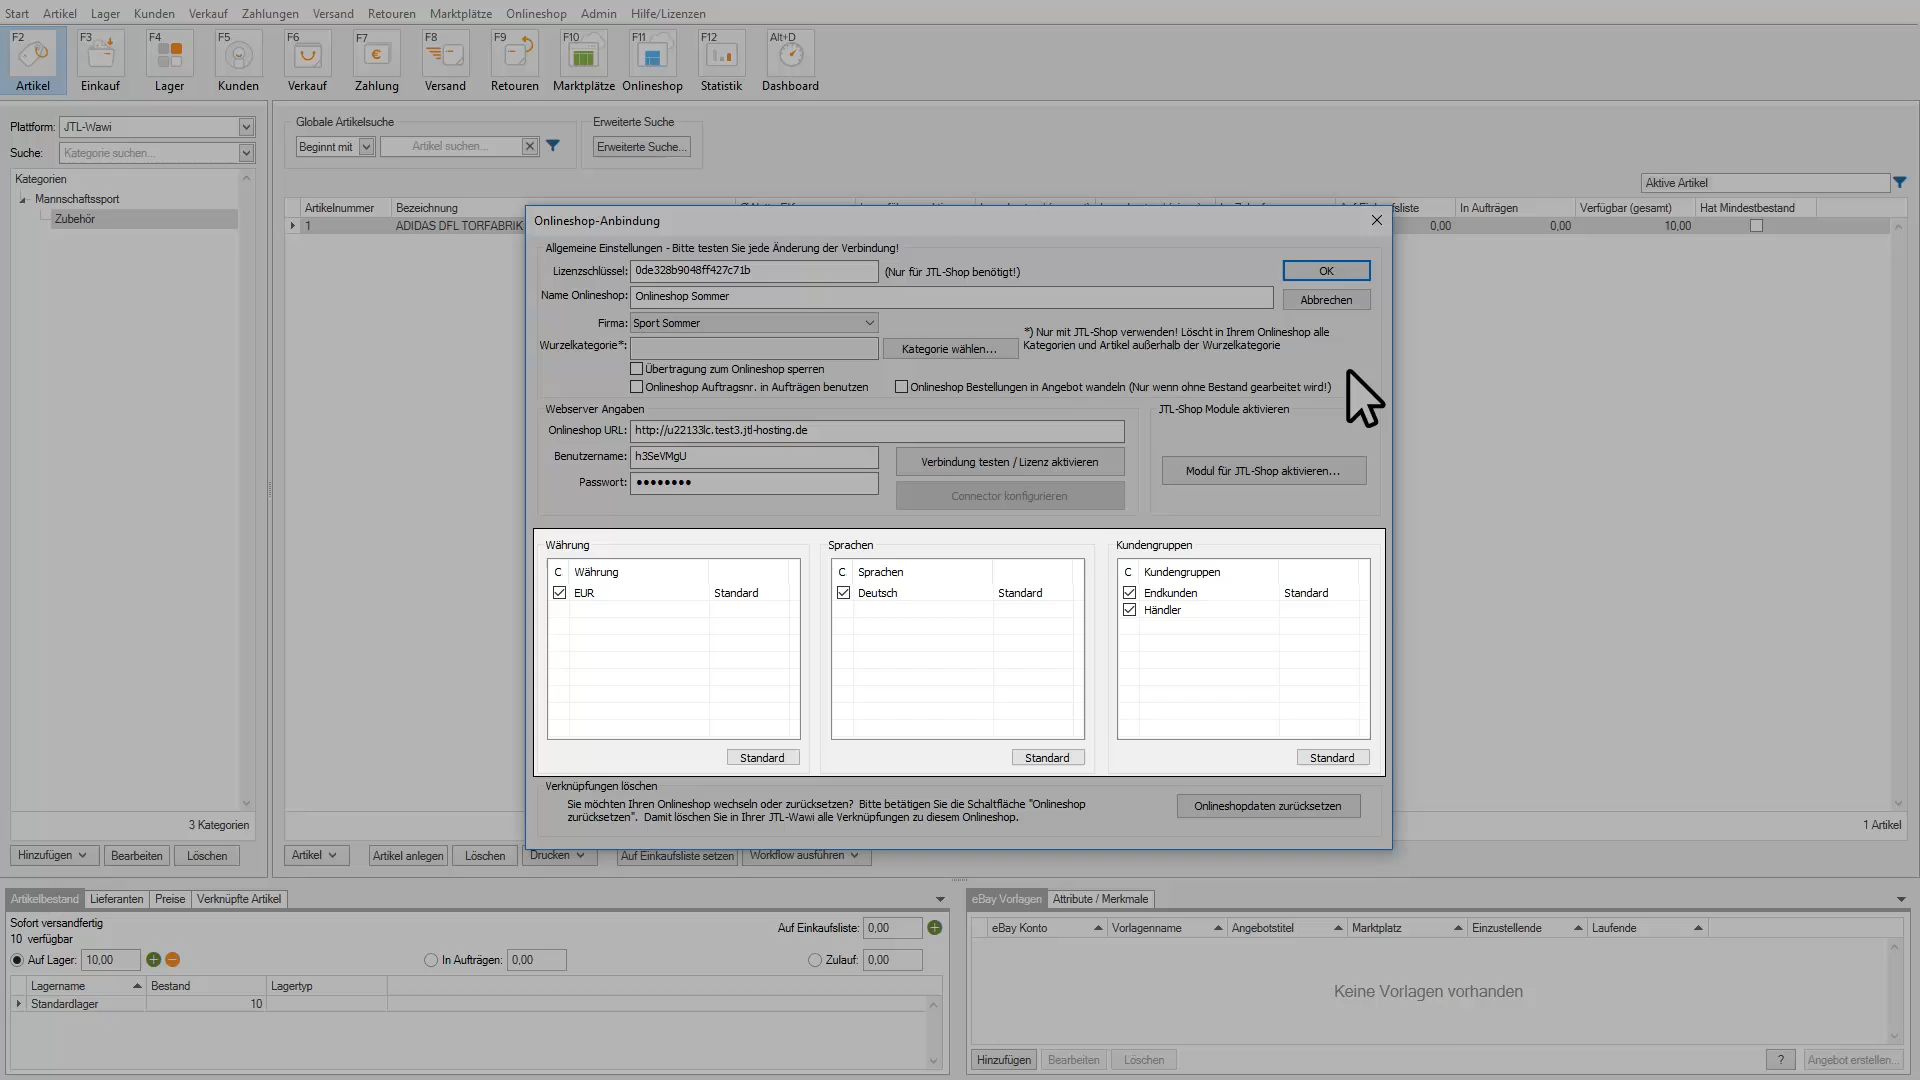 Start Artikel Lager Kunden Verkauf Zahlungen Versand Retouren Marktplätze Onlineshop Admin Hilfe/Lizenzen
F2 F3 F4 F5 F6 F7 F8 F9 F10 F11 F12 Alt+D
Artikel Einkauf Lager Kunden Verkauf Zahlung Versand Retouren Marktplätze Onlineshop Statistik Dashboard
Plattform: JTL-Wawi
Suche: Kategorie suchen...
Kategorien
Mannschaftssport
Zubehör
3 Kategorien
Hinzufügen Bearbeiten Löschen
Globale Artikelsuche
Beginnt mit Artikel suchen...
Erweiterte Suche
Erweiterte Suche...
Aktive Artikel
Artikelnummer Bezeichnung
liste In Aufträgen Verfügbar (gesamt) Hat Mindestbestand
1 ADIDAS DFL TORFABRIK 0,00 0,00 10,00
1 Artikel
Artikel Artikel anlegen Löschen Drucken Auf Einkaufsliste setzen Workflow ausführen
Onlineshop-Anbindung
Allgemeine Einstellungen - Bitte testen Sie jede Änderung der Verbindung!
Lizenzschlüssel: 0de328b9048ff427c71b (Nur für JTL-Shop benötigt!) OK
Name Onlineshop: Onlineshop Sommer Abbrechen
Firma: Sport Sommer
Wurzelkategorie*: Kategorie wählen...
*) Nur mit JTL-Shop verwenden! Löscht in Ihrem Onlineshop alle
Kategorien und Artikel außerhalb der Wurzelkategorie
Übertragung zum Onlineshop sperren
Onlineshop Auftragsnr. in Aufträgen benutzen Onlineshop Bestellungen in Angebot wandeln (Nur wenn ohne Bestand gearbeitet wird!)
Webserver Angaben JTL-Shop Module aktivieren
Onlineshop URL: http://u22133lc.test3.jtl-hosting.de
Benutzername: h3SeVMgU Verbindung testen / Lizenz aktivieren Modul für JTL-Shop aktivieren...
Passwort: ●●●●●●●● Connector konfigurieren
Währung Sprachen Kundengruppen
C Währung C Sprachen C Kundengruppen
EUR Standard Deutsch Standard Endkunden Standard
Händler
Standard Standard Standard
Verknüpfungen löschen
Sie möchten Ihren Onlineshop wechseln oder zurücksetzen? Bitte betätigen Sie die Schaltfläche "Onlineshop
zurücksetzen". Damit löschen Sie in Ihrer JTL-Wawi alle Verknüpfungen zu diesem Onlineshop.
Onlineshopdaten zurücksetzen
Artikelbestand Lieferanten Preise Verknüpfte Artikel
Sofort versandfertig
10 verfügbar
Auf Einkaufsliste: 0,00
Auf Lager: 10,00 In Aufträgen: 0,00 Zulauf: 0,00
Lagername Bestand Lagertyp
Standardlager 10
eBay Vorlagen Attribute / Merkmale
eBay Konto Vorlagenname Angebotstitel Marktplatz Einzustellende Laufende
Keine Vorlagen vorhanden
Hinzufügen Bearbeiten Löschen ? Angebot erstellen...